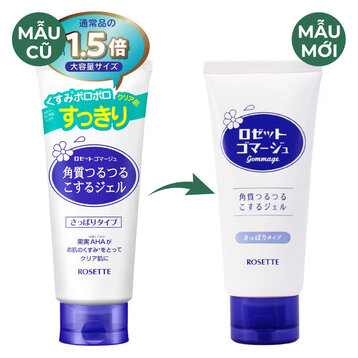 MẪU
CŨ
通常品の
約1.5倍
大容量サイズ
くすみポロポロ
クリア肌
すっきり
ロゼット ゴマージュ
角質つるつる
こするジェル
さっぱりタイプ
果実AHAが
お肌のくすみ*をとって
クリア肌に
ROSETTE
MẪU
MỚI
ロゼット
ゴマージュ
Gommage
角質つるつる
こするジェル
さっぱりタイプ
ROSETTE